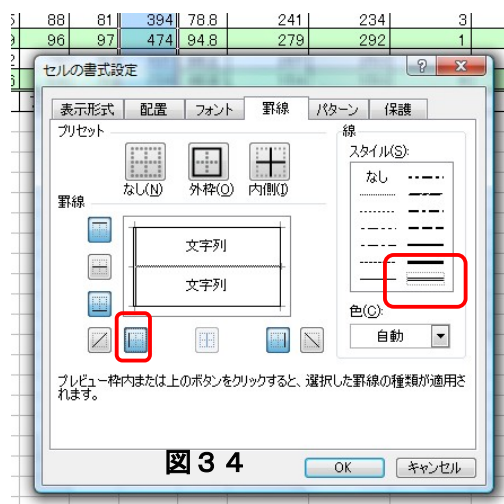 88 81 394 78.8 241 234 3
96 97 474 94.8 279 292 1
セルの書式設定
表示形式 配置 フォント 罫線 パターン 保護
プリセット
なし(N) 外枠(O) 内側(I)
罫線
文字列
文字列
線
スタイル(S):
なし
色(C):
自動
プレビュー枠内または上のボタンをクリックすると、選択した罫線の種類が適用さ
れます。
図34
OK キャンセル